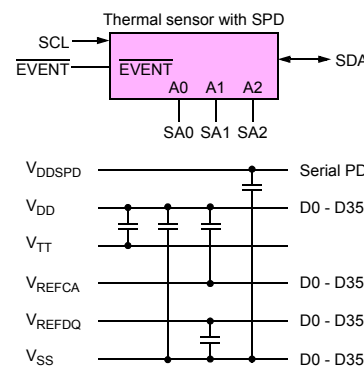 Thermal sensor with SPD
SCL
EVENT
EVENT
SDA
A0 A1 A2
SA0 SA1 SA2
VDDSPD Serial PD
VDD D0 - D35
VTT
VREFCA D0 - D35
VREFDQ D0 - D35
VSS D0 - D35